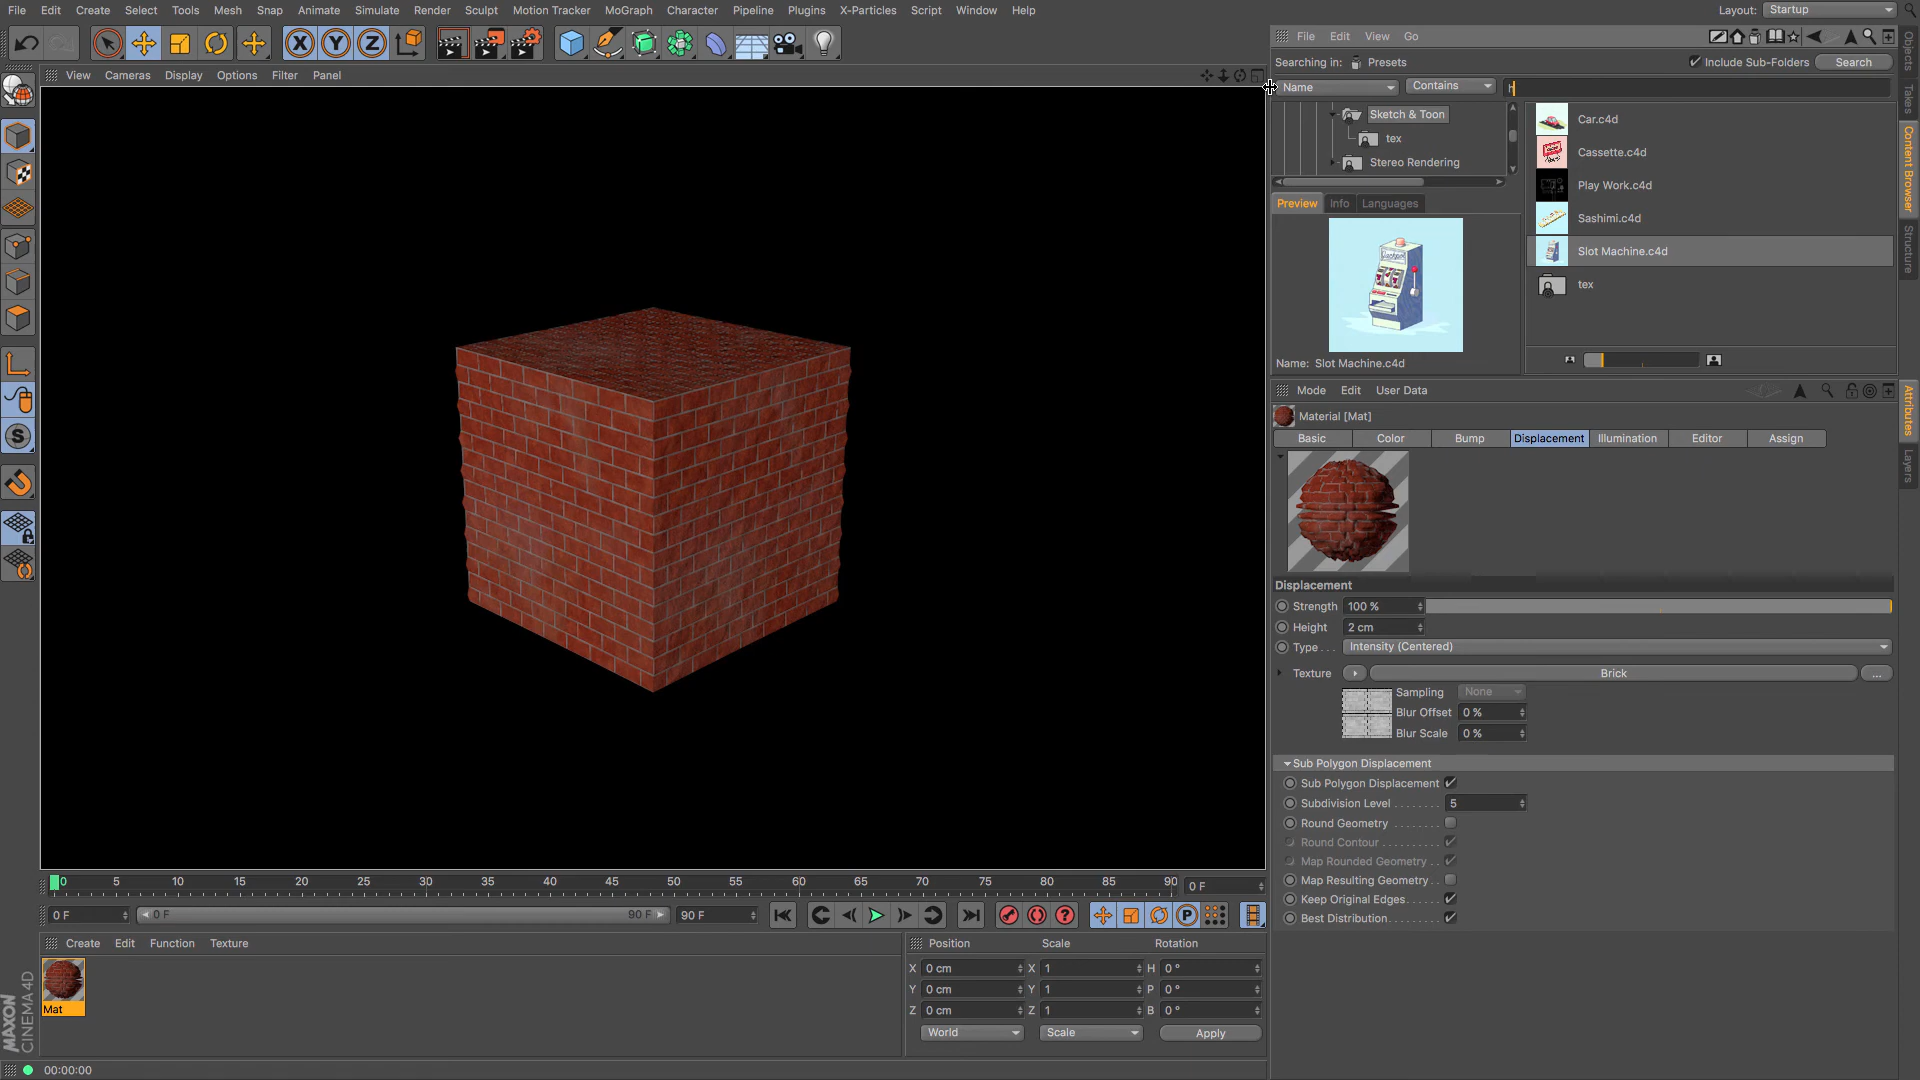 File Edit Create Select Tools Mesh Snap Animate Simulate Render Sculpt Motion Tracker MoGraph Character Pipeline Plugins X-Particles Script Window Help
Layout: Startup
X Y Z
File Edit View Go
View Cameras Display Options Filter Panel
Searching in: Presets
Include Sub-Folders Search
Name Contains
Sketch & Toon
tex
Stereo Rendering
Car.c4d
Cassette.c4d
Play Work.c4d
Sashimi.c4d
Slot Machine.c4d
tex
Preview Info Languages
Jackpot
Name: Slot Machine.c4d
Objects
Takes
Content Browser
Structure
Mode Edit User Data
Material [Mat]
Basic Color Bump Displacement Illumination Editor Assign
Attributes
Layers
Displacement
Strength 100 %
Height 2 cm
Type . . . Intensity (Centered)
Texture Brick ...
Sampling None
Blur Offset 0 %
Blur Scale 0 %
Sub Polygon Displacement
Sub Polygon Displacement
Subdivision Level . . . . . . . . 5
Round Geometry . . . . . . . .
Round Contour . . . . . . . . .
Map Rounded Geometry . .
Map Resulting Geometry . .
Keep Original Edges. . . . .
Best Distribution. . . . . . . .
S
0 5 10 15 20 25 30 35 40 45 50 55 60 65 70 75 80 85 90 0 F
0 F 0 F 90 F 90 F
? P
Create Edit Function Texture
Mat
Position Scale Rotation
X 0 cm X 1 H 0 °
Y 0 cm Y 1 P 0 °
Z 0 cm Z 1 B 0 °
World Scale Apply
MAXON
CINEMA 4D
00:00:00